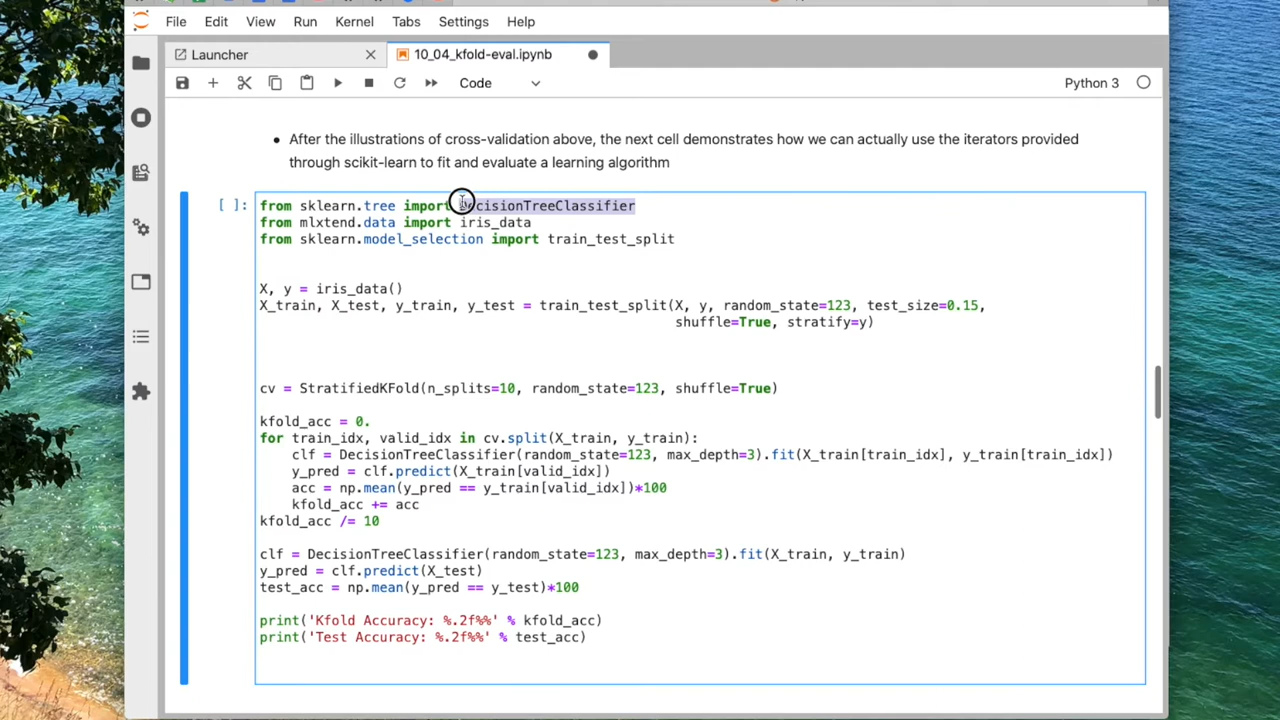 File Edit View Run Kernel Tabs Settings Help
Launcher 10_04_kfold-eval.ipynb
Code Python 3
• After the illustrations of cross-validation above, the next cell demonstrates how we can actually use the iterators provided
through scikit-learn to fit and evaluate a learning algorithm
[ ]: from sklearn.tree import DecisionTreeClassifier
from mlxtend.data import iris_data
from sklearn.model_selection import train_test_split
X, y = iris_data()
X_train, X_test, y_train, y_test = train_test_split(X, y, random_state=123, test_size=0.15,
shuffle=True, stratify=y)
cv = StratifiedKFold(n_splits=10, random_state=123, shuffle=True)
kfold_acc = 0.
for train_idx, valid_idx in cv.split(X_train, y_train):
clf = DecisionTreeClassifier(random_state=123, max_depth=3).fit(X_train[train_idx], y_train[train_idx])
y_pred = clf.predict(X_train[valid_idx])
acc = np.mean(y_pred == y_train[valid_idx])*100
kfold_acc += acc
kfold_acc /= 10
clf = DecisionTreeClassifier(random_state=123, max_depth=3).fit(X_train, y_train)
y_pred = clf.predict(X_test)
test_acc = np.mean(y_pred == y_test)*100
print('Kfold Accuracy: %.2f%%' % kfold_acc)
print('Test Accuracy: %.2f%%' % test_acc)